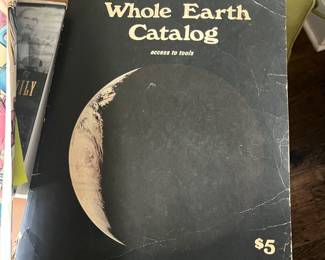 Whole Earth
Catalog
access to tools
$5